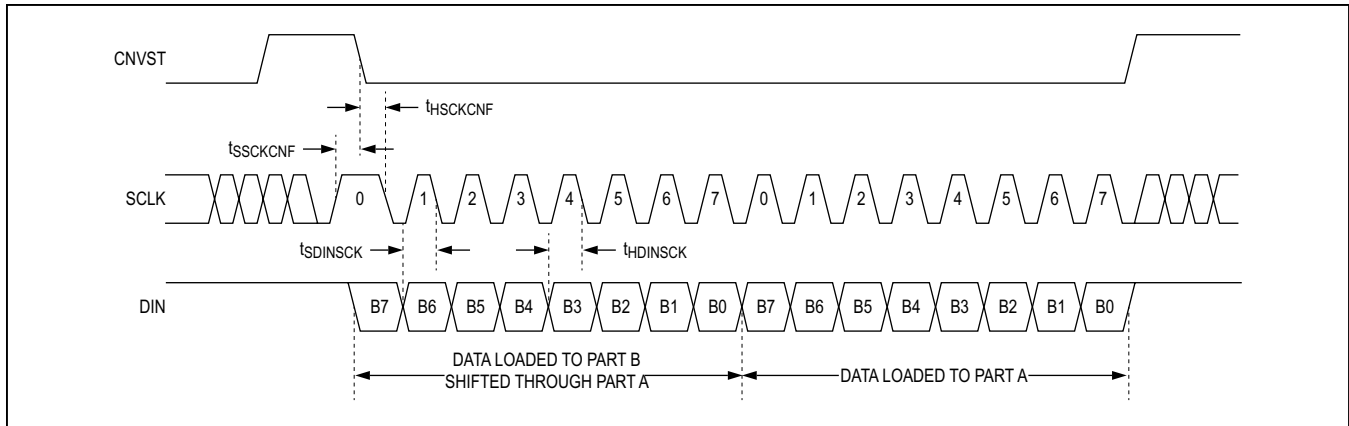 CNVST
tHSCKCNF
tSSCKCNF
SCLK 0 1 2 3 4 5 6 7 0 1 2 3 4 5 6 7
tSDINSCK tHDINSCK
DIN B7 B6 B5 B4 B3 B2 B1 B0 B7 B6 B5 B4 B3 B2 B1 B0
DATA LOADED TO PART B
SHIFTED THROUGH PART A
DATA LOADED TO PART A